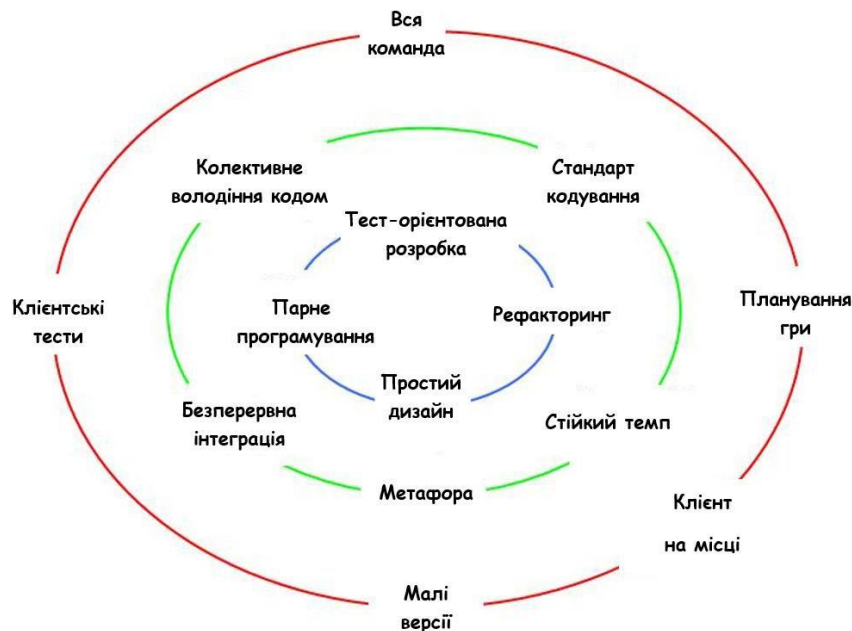 Вся
команда
Колективне
володіння кодом
Стандарт
кодування
Тест-орієнтована
розробка
Клієнтські
тести
Парне
програмування
Рефакторинг
Планування
гри
Простий
дизайн
Безперервна
інтеграція
Стійкий темп
Метафора
Клієнт
на місці
Малі
версії